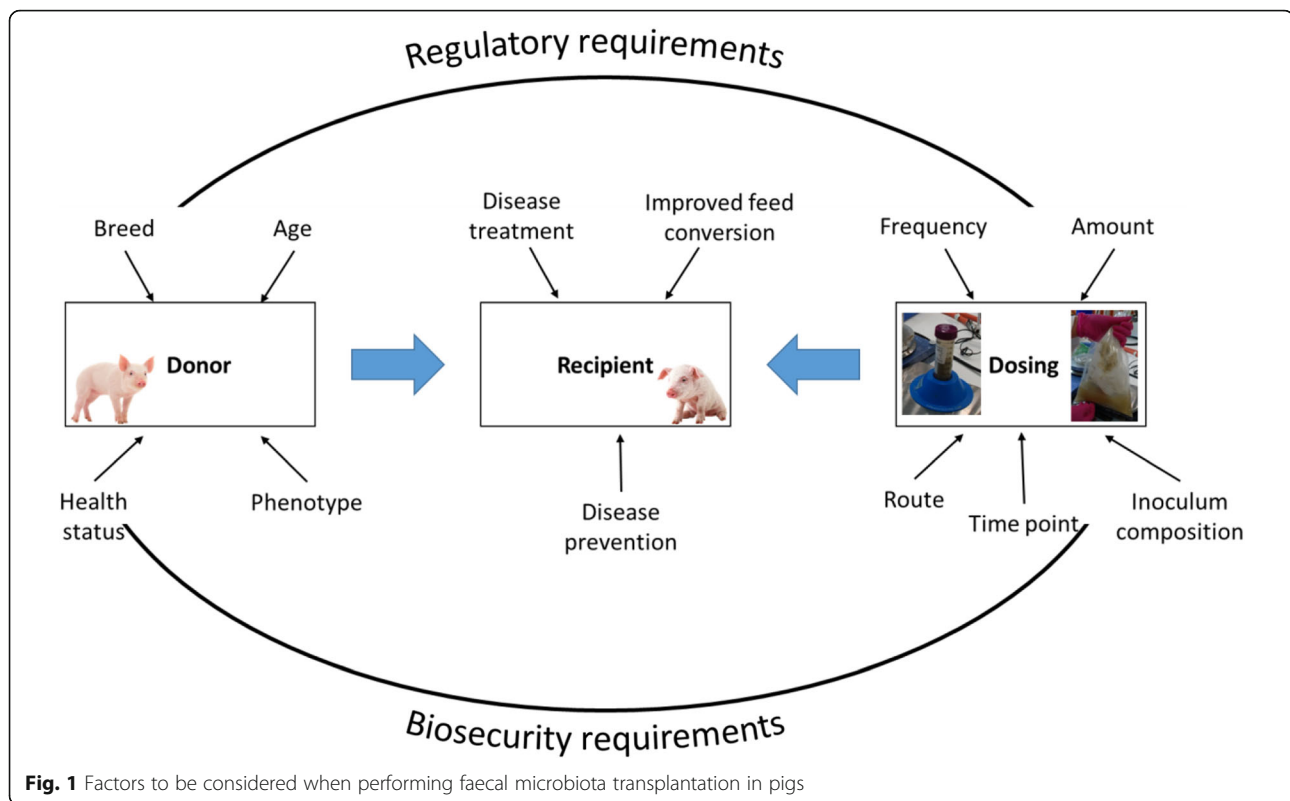 Regulatory requirements
Breed
Age
Disease
treatment
Improved feed
conversion
Frequency
Amount
Donor
Recipient
Dosing
Health
status
Phenotype
Disease
prevention
Route
Time point
Inoculum
composition
Biosecurity requirements
Fig. 1 Factors to be considered when performing faecal microbiota transplantation in pigs